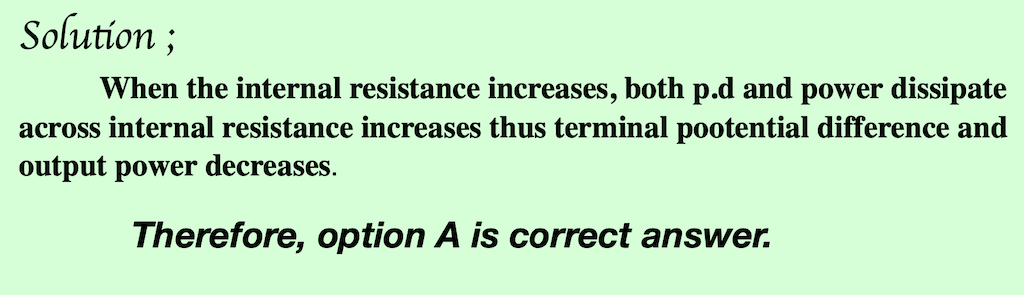 Solution ;
When the internal resistance increases, both p.d and power dissipate
across internal resistance increases thus terminal pootential difference and
output power decreases.
Therefore, option A is correct answer.